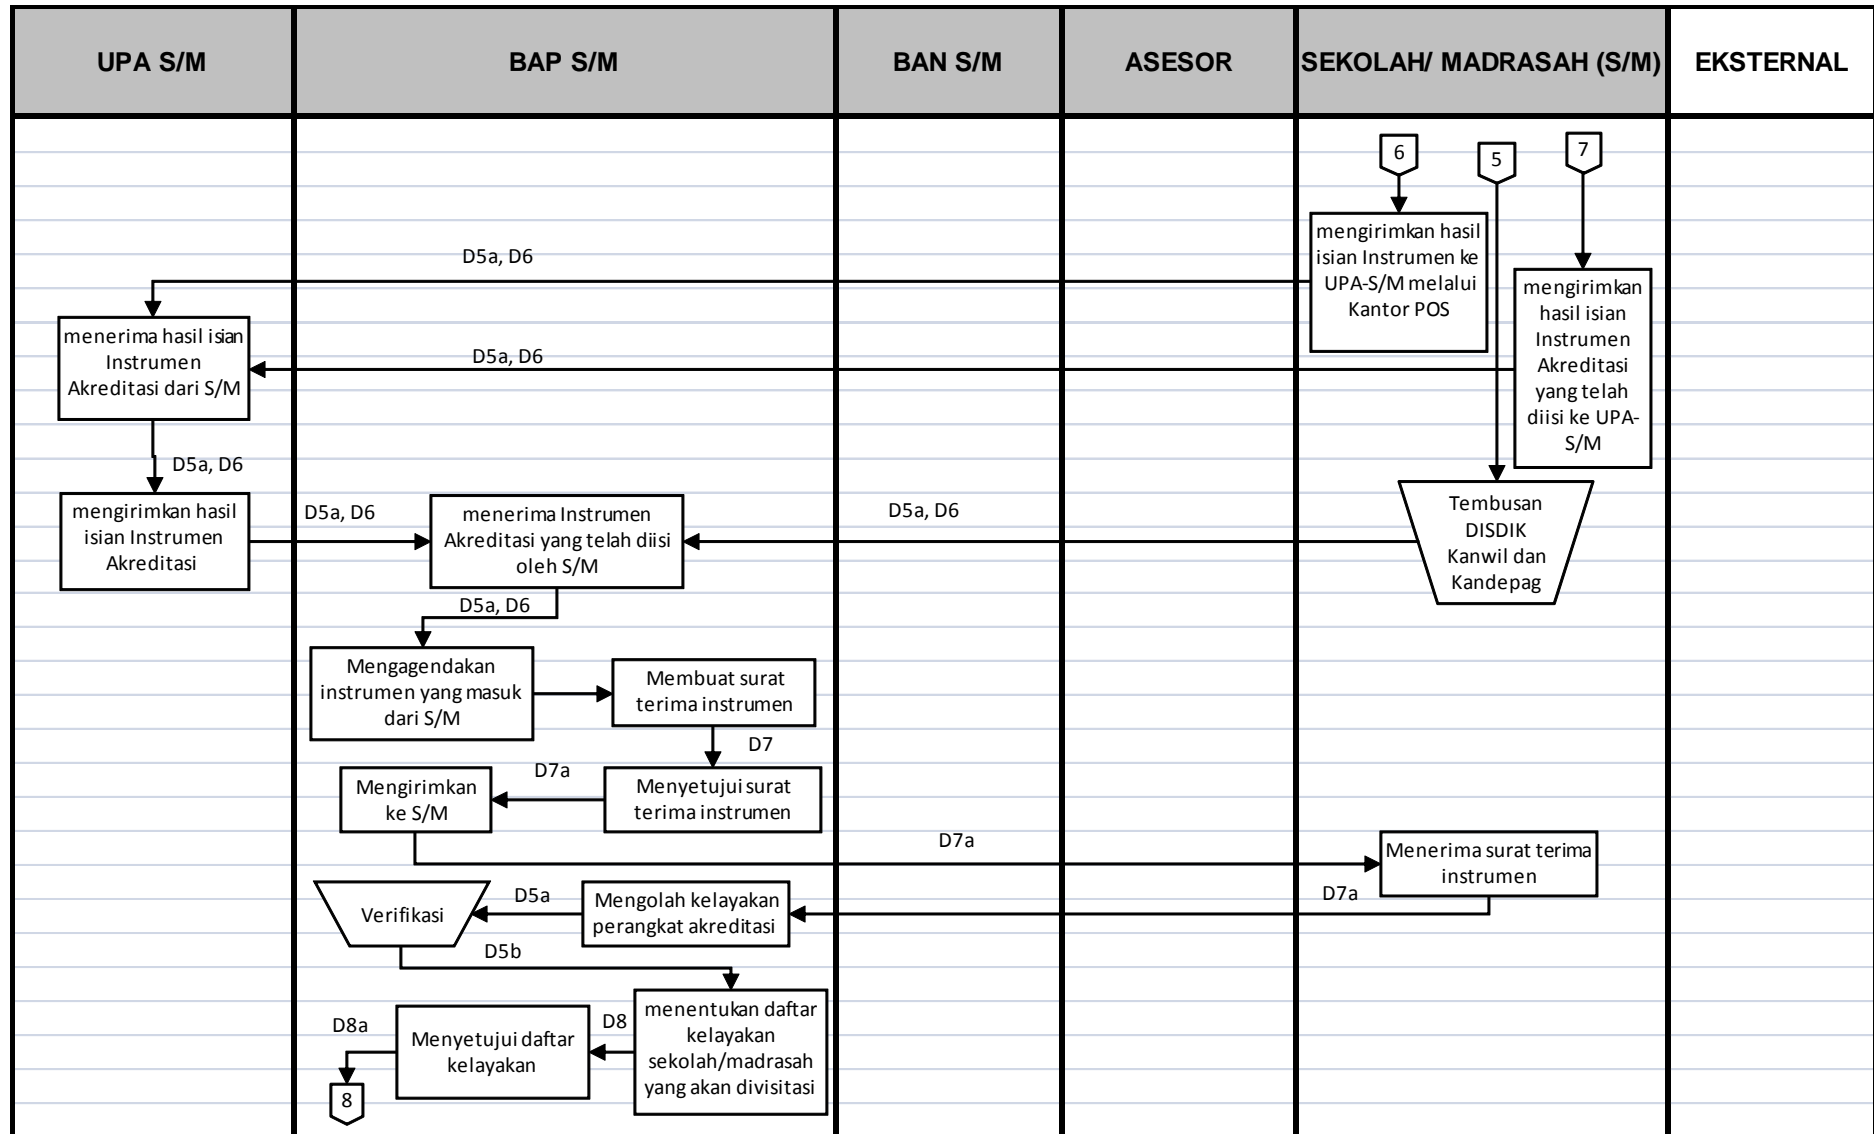 UPA S/M
BAP S/M
BAN S/M
ASESOR
SEKOLAH/ MADRASAH (S/M)
EKSTERNAL
6
5
7
mengirimkan hasil
isian Instrumen ke
UPA-S/M melalui
Kantor POS
D5a, D6
mengirimkan
hasil isian
Instrumen
Akreditasi
yang telah
diisi ke UPA-
S/M
menerima hasil isian
Instrumen
Akreditasi dari S/M
D5a, D6
D5a, D6
mengirimkan hasil
isian Instrumen
Akreditasi
D5a, D6
menerima Instrumen
Akreditasi yang telah diisi
oleh S/M
D5a, D6
Tembusan
DISDIK
Kanwil dan
Kandepag
D5a, D6
Mengagendakan
instrumen yang masuk
dari S/M
Membuat surat
terima instrumen
D7
Menyetujui surat
terima instrumen
D7a
Mengirimkan
ke S/M
D7a
Menerima surat terima
instrumen
D7a
Mengolah kelayakan
perangkat akreditasi
D5a
Verifikasi
D5b
menentukan daftar
kelayakan
sekolah/madrasah
yang akan divisitasi
D8
Menyetujui daftar
kelayakan
D8a
8